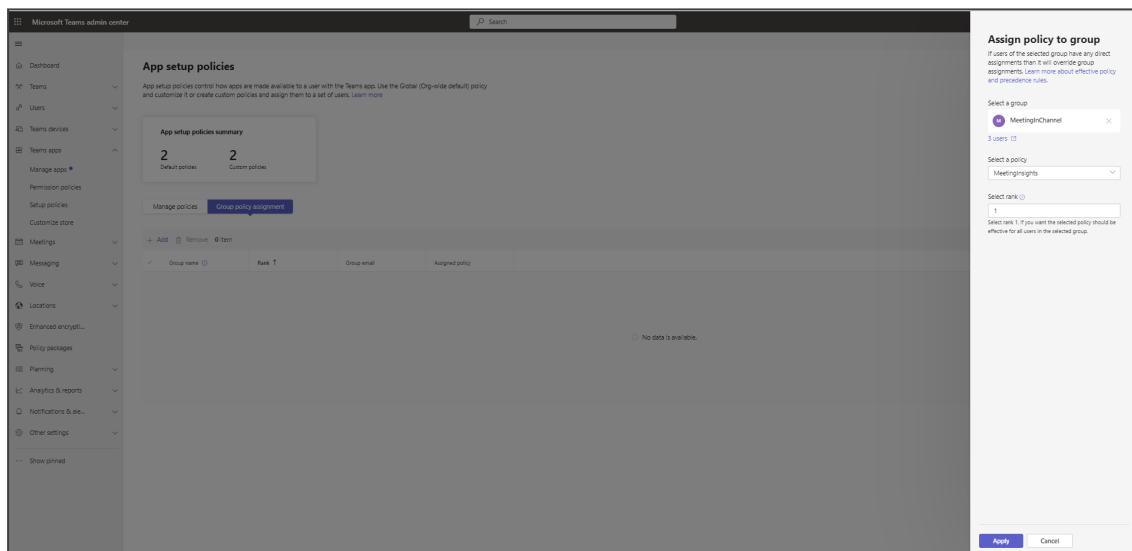 Microsoft Teams admin center
Search
Dashboard
Teams
Users
Teams devices
Teams apps
Manage apps
Permission policies
Setup policies
Customize store
Meetings
Messaging
Voice
Locations
Enhanced encrypti...
Policy packages
Planning
Analytics & reports
Notifications & ale...
Other settings
Show pinned
App setup policies
App setup policies control how apps are made available to a user with the Teams app. Use the Global (Org-wide default) policy
and customize it or create custom policies and assign them to a set of users. Learn more
App setup policies summary
2
Default policies
2
Custom policies
Manage policies
Group policy assignment
+ Add
Remove
0 item
Group name
Rank ↑
Group email
Assigned policy
No data is available.
Assign policy to group
If users of the selected group have any direct
assignments than it will override group
assignments. Learn more about effective policy
and precedence rules.
Select a group
M
MeetingInChannel
3 users
Select a policy
MeetingInsights
Select rank
1
Select rank 1, if you want the selected policy should be
effective for all users in the selected group.
Apply
Cancel